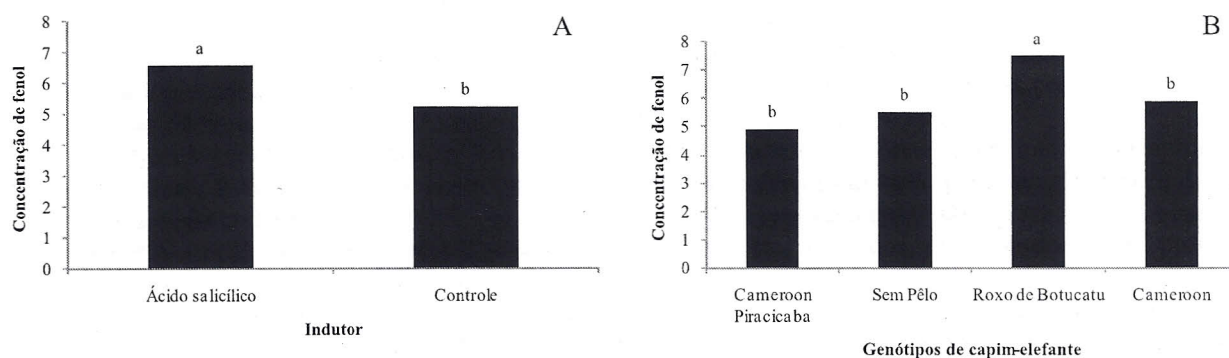 A
8
7
6
5
4
3
2
1
0
Concentração de fenol
a
b
Ácido salicílico
Controle
Indutor
B
8
7
6
5
4
3
2
1
0
Concentração de fenol
b
b
a
b
Cameroon
Piracicaba
Sem Pêlo
Roxo de Botucatu
Cameroon
Genótipos de capim-elefante